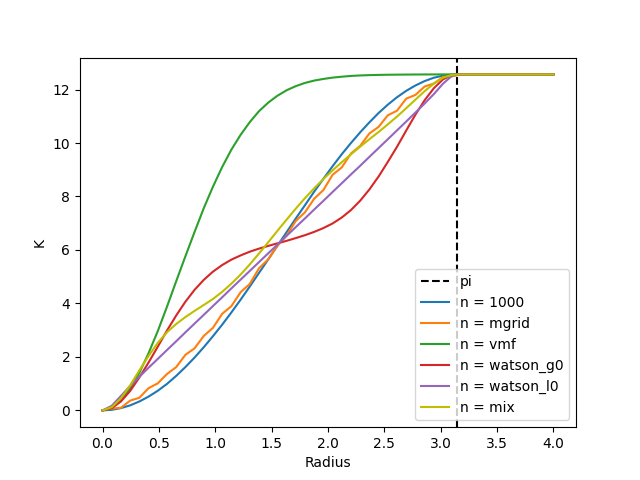 12
10
8
6
4
2
0
K
pi
n = 1000
n = mgrid
n = vmf
n = watson_g0
n = watson_l0
n = mix
0.0 0.5 1.0 1.5 2.0 2.5 3.0 3.5 4.0
Radius